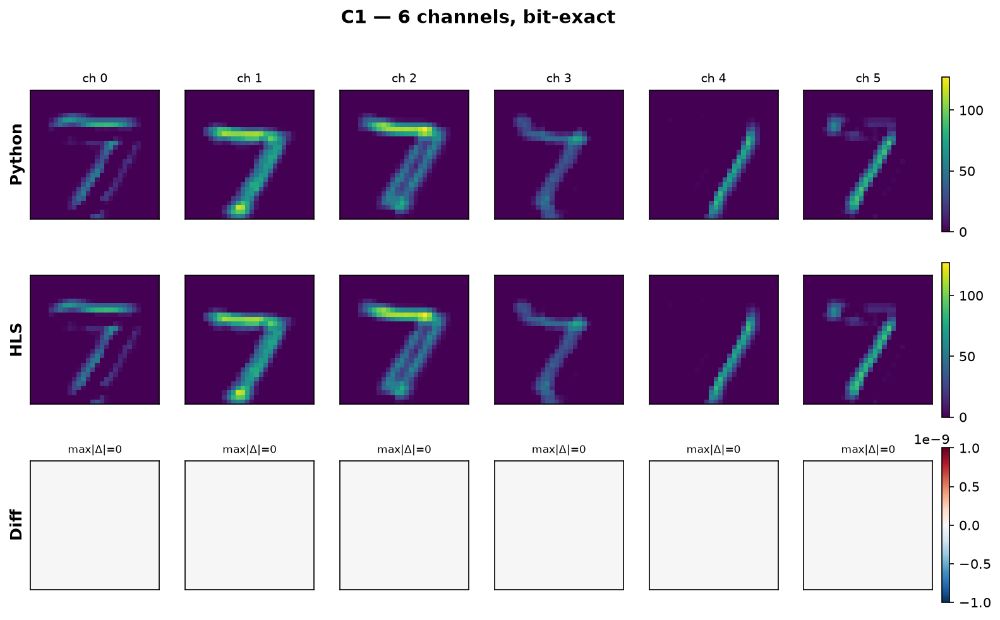 C1 — 6 channels, bit-exact
ch 0 ch 1 ch 2 ch 3 ch 4 ch 5
Python
100
50
0
HLS
100
50
0
max|Δ|=0 max|Δ|=0 max|Δ|=0 max|Δ|=0 max|Δ|=0 max|Δ|=0
Diff
1e−9
1.0
0.5
0.0
−0.5
−1.0